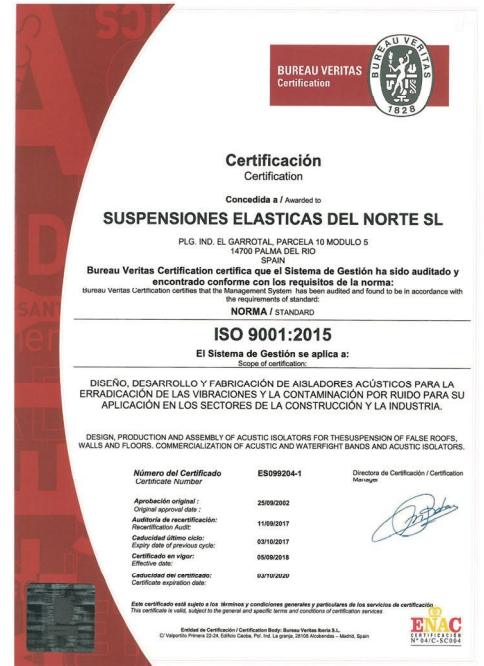 BUREAU VERITAS
Certification
BUREAU VERITAS
1828
Certificación
Certification
Concedida a / Awarded to
SUSPENSIONES ELASTICAS DEL NORTE SL
PLG. IND. EL GARROTAL, PARCELA 10 MODULO 5
14700 PALMA DEL RIO
SPAIN
Bureau Veritas Certification certifica que el Sistema de Gestión ha sido auditado y
encontrado conforme con los requisitos de la norma:
Bureau Veritas Certification certifies that the Management System has been audited and found to be in accordance with
the requirements of standard:
NORMA / STANDARD
ISO 9001:2015
El Sistema de Gestión se aplica a:
Scope of certification:
DISEÑO, DESARROLLO Y FABRICACIÓN DE AISLADORES ACÚSTICOS PARA LA
ERRADICACIÓN DE LAS VIBRACIONES Y LA CONTAMINACIÓN POR RUIDO PARA SU
APLICACIÓN EN LOS SECTORES DE LA CONSTRUCCIÓN Y LA INDUSTRIA.
DESIGN, PRODUCTION AND ASSEMBLY OF ACUSTIC ISOLATORS FOR THESUSPENSION OF FALSE ROOFS,
WALLS AND FLOORS. COMMERCIALIZATION OF ACUSTIC AND WATERFIGHT BANDS AND ACUSTIC ISOLATORS.
Número del Certificado ES099204-1 Directora de Certificación / Certification
Certificate Number Manager
Aprobación original : 25/09/2002
Original approval date :
Auditoría de recertificación: 11/09/2017
Recertification Audit:
Caducidad último ciclo: 03/10/2017
Expiry date of previous cycle:
Certificado en vigor: 05/09/2018
Effective date:
Caducidad del certificado: 03/10/2020
Certificate expiration date:
Este certificado está sujeto a los términos y condiciones generales y particulares de los servicios de certificación
This certificate is valid, subject to the general and specific terms and conditions of certification services
Entidad de Certificación / Certification Body: Bureau Veritas Iberia S.L.
C/ Valportillo Primera 22-24, Edificio Caoba, Pol. Ind. La granja, 28108 Alcobendas – Madrid, Spain
ENAC
CERTIFICACIÓN
Nº 04/C-SC004